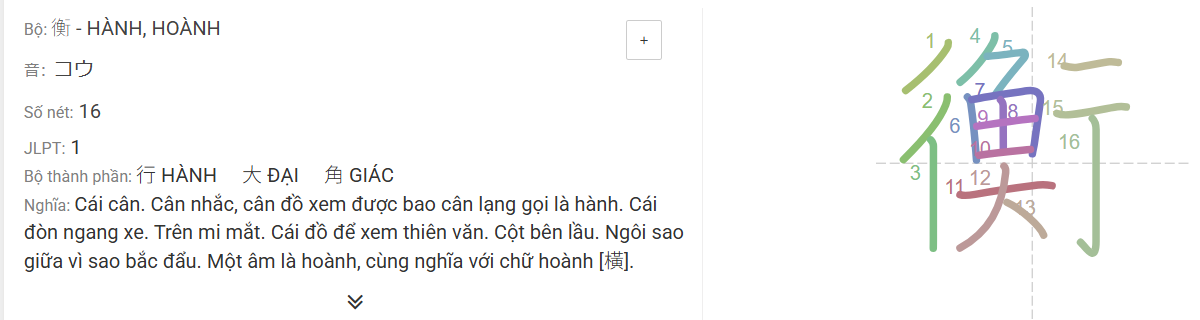 Bộ: 衡 - HÀNH, HOÀNH
+
音: コウ
Số nét: 16
JLPT: 1
Bộ thành phần: 行 HÀNH 大 ĐẠI 角 GIÁC
Nghĩa: Cái cân. Cân nhắc, cân đồ xem được bao cân lạng gọi là hành. Cái
đòn ngang xe. Trên mi mắt. Cái đồ để xem thiên văn. Cột bên lầu. Ngôi sao
giữa vì sao bắc đẩu. Một âm là hoành, cùng nghĩa với chữ hoành [橫].
衡
1
2
3
4
5
6
7
8
9
10
11
12
13
14
15
16